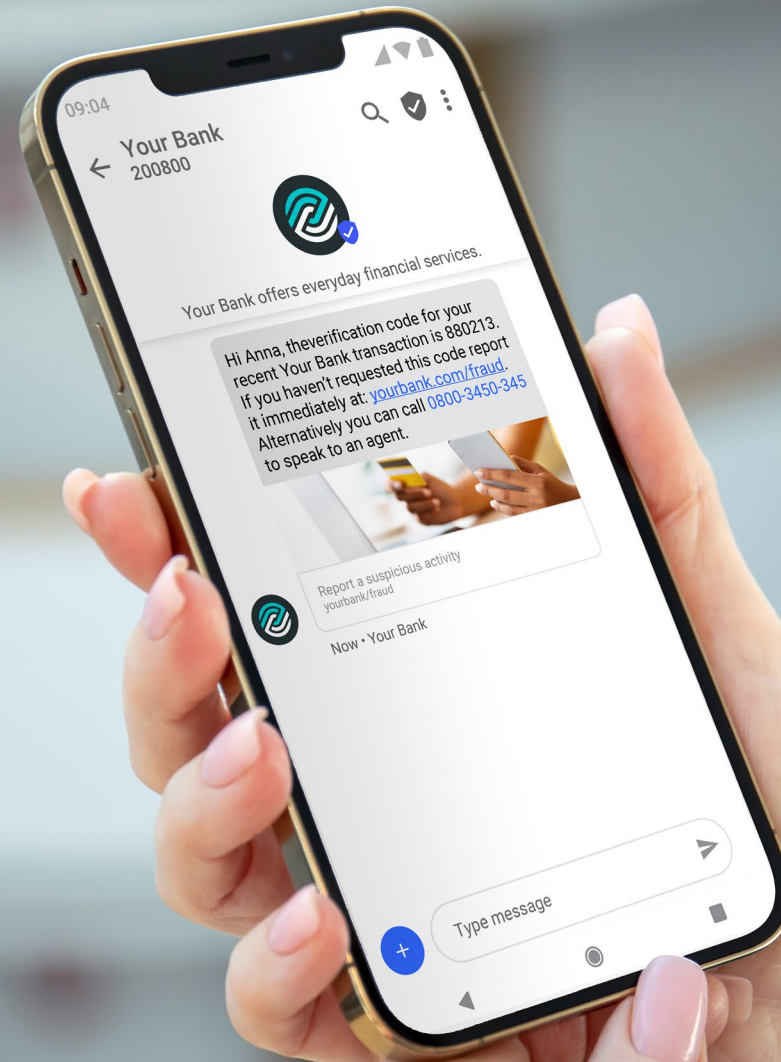 09:04
Your Bank
200800
Your Bank offers everyday financial services.
Hi Anna, theverification code for your
recent Your Bank transaction is 880213.
If you haven't requested this code report
it immediately at: yourbank.com/fraud.
Alternatively you can call 0800-3450-345
to speak to an agent.
Report a suspicious activity
yourbank/fraud
Now • Your Bank
Type message